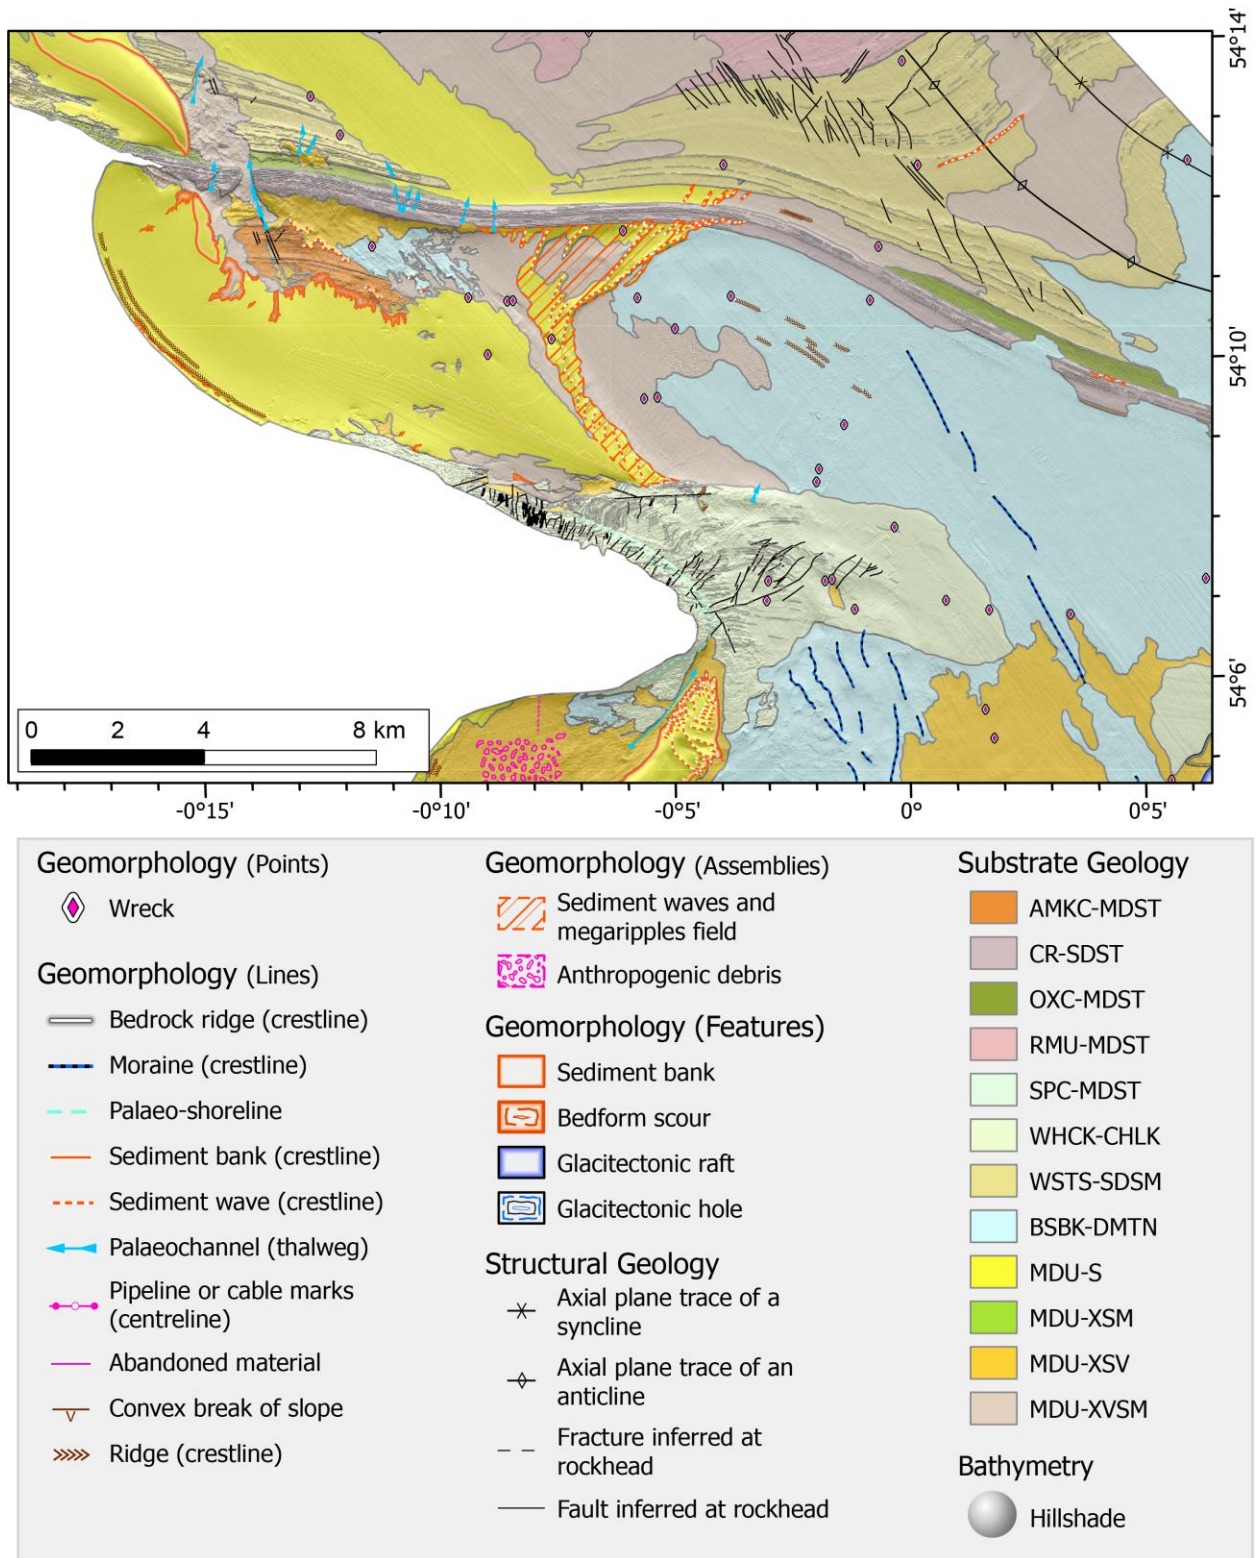 54°14'
54°10'
54°6'
0 2 4 8 km
-0°15' -0°10' -0°5' 0° 0°5'
Geomorphology (Points)
Wreck
Geomorphology (Lines)
Bedrock ridge (crestline)
Moraine (crestline)
Palaeo-shoreline
Sediment bank (crestline)
Sediment wave (crestline)
Palaeochannel (thalweg)
Pipeline or cable marks
(centreline)
Abandoned material
Convex break of slope
Ridge (crestline)
Geomorphology (Assemblies)
Sediment waves and
megaripples field
Anthropogenic debris
Geomorphology (Features)
Sediment bank
Bedform scour
Glacitectonic raft
Glacitectonic hole
Structural Geology
Axial plane trace of a
syncline
Axial plane trace of an
anticline
Fracture inferred at
rockhead
Fault inferred at rockhead
Substrate Geology
AMKC-MDST
CR-SDST
OXC-MDST
RMU-MDST
SPC-MDST
WHCK-CHLK
WSTS-SDSM
BSBK-DMTN
MDU-S
MDU-XSM
MDU-XSV
MDU-XVSM
Bathymetry
Hillshade